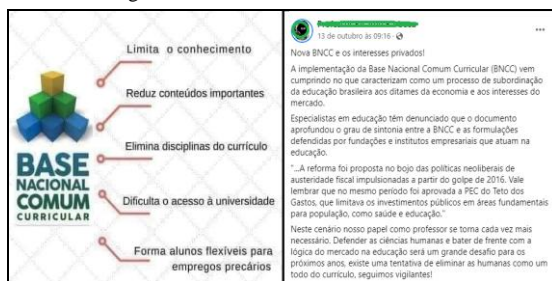 Limita o conhecimento
Reduz conteúdos importantes
Elimina disciplinas do currículo
Dificulta o acesso à universidade
Forma alunos flexíveis para
empregos precários
BASE
NACIONAL
COMUM
CURRICULAR
13 de outubro às 09:16
Nova BNCC e os interesses privados!
A implementação da Base Nacional Comum Curricular (BNCC) vem
cumprindo no que caracterizam como um processo de subordinação
da educação brasileira aos ditames da economia e aos interesses do
mercado.
Especialistas em educação têm denunciado que o documento
aprofundou o grau de sintonia entre a BNCC e as formulações
defendidas por fundações e institutos empresariais que atuam na
educação.
"...A reforma foi proposta no bojo das políticas neoliberais de
austeridade fiscal impulsionadas a partir do golpe de 2016. Vale
lembrar que no mesmo período foi aprovada a PEC do Teto dos
Gastos, que limitava os investimentos públicos em áreas fundamentais
para população, como saúde e educação."
Neste cenário nosso papel como professor se torna cada vez mais
necessário. Defender as ciências humanas e bater de frente com a
lógica do mercado na educação será um grande desafio para os
próximos anos, existe uma tentativa de eliminar as humanas como um
todo do currículo, seguimos vigilantes!